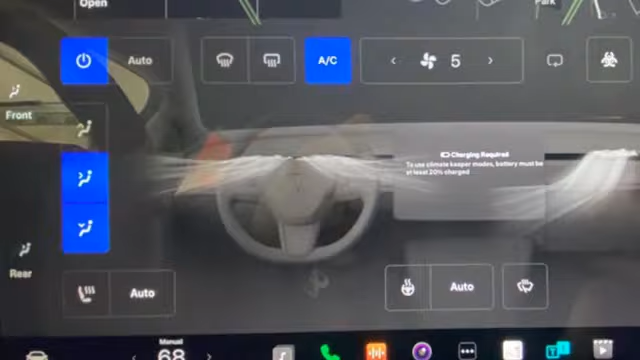 Open
Park
Auto
A/C
5
Front
Charging Required
To use climate keeper modes, battery must be
at least 20% charged
Rear
Auto
Auto
Manual
68